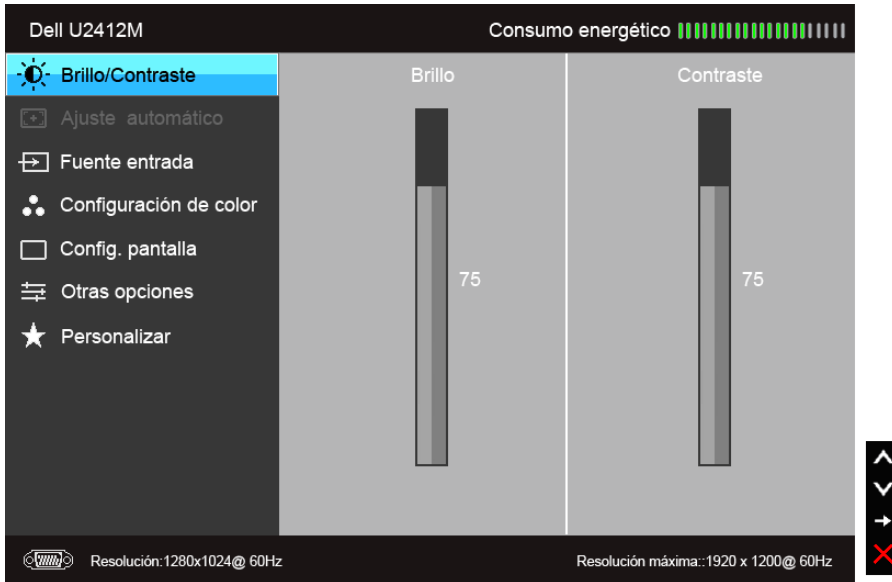 Dell U2412M
Consumo energético
Brillo/Contraste
Ajuste automático
Fuente entrada
Configuración de color
Config. pantalla
Otras opciones
Personalizar
Brillo
75
Contraste
75
Resolución:1280x1024@ 60Hz
Resolución máxima::1920 x 1200@ 60Hz